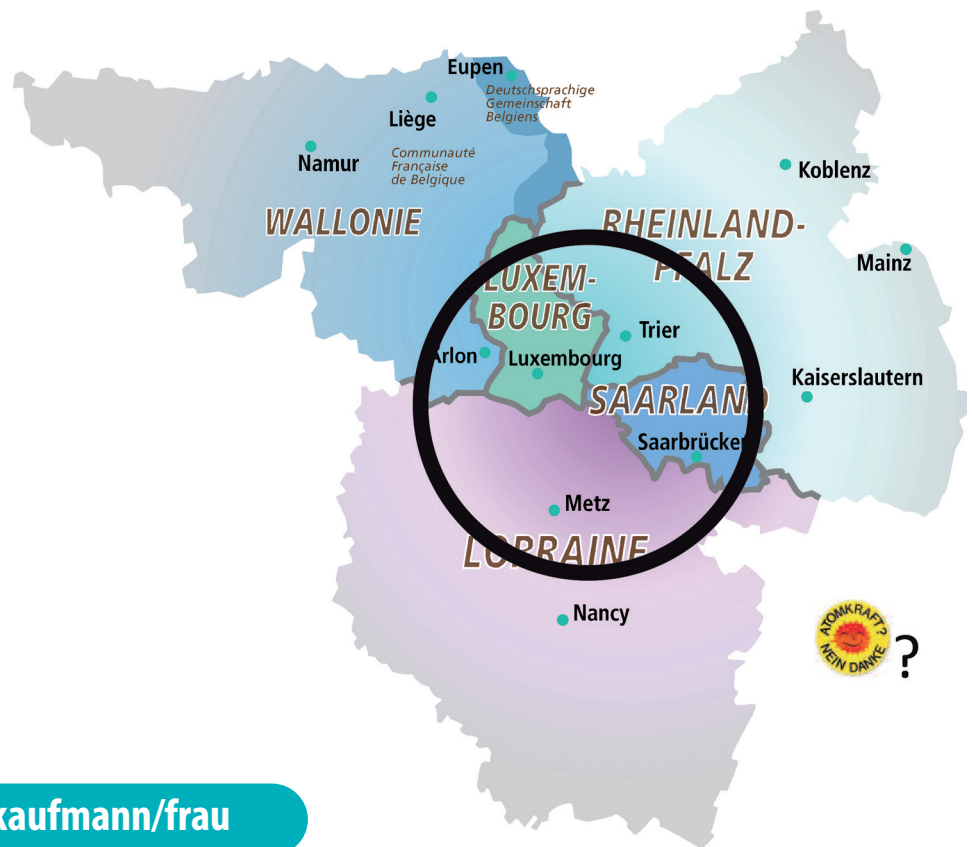 Eupen
Deutschsprachige
Gemeinschaft
Belgiens
Liège
Namur
Communauté
Française
de Belgique
Koblenz
WALLONIE
RHEINLAND-
PFALZ
Mainz
LUXEM-
BOURG
Trier
Arlon
Luxembourg
Kaiserslautern
SAARLAND
Saarbrücken
Metz
LORRAINE
Nancy
ATOMKRAFT?
NEIN DANKE
?
kaufmann/frau